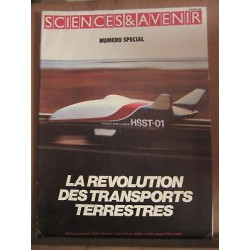 SCIENCES&AVENIR
NUMERO SPECIAL
HSST-01
LA REVOLUTION
DES TRANSPORTS
TERRESTRES